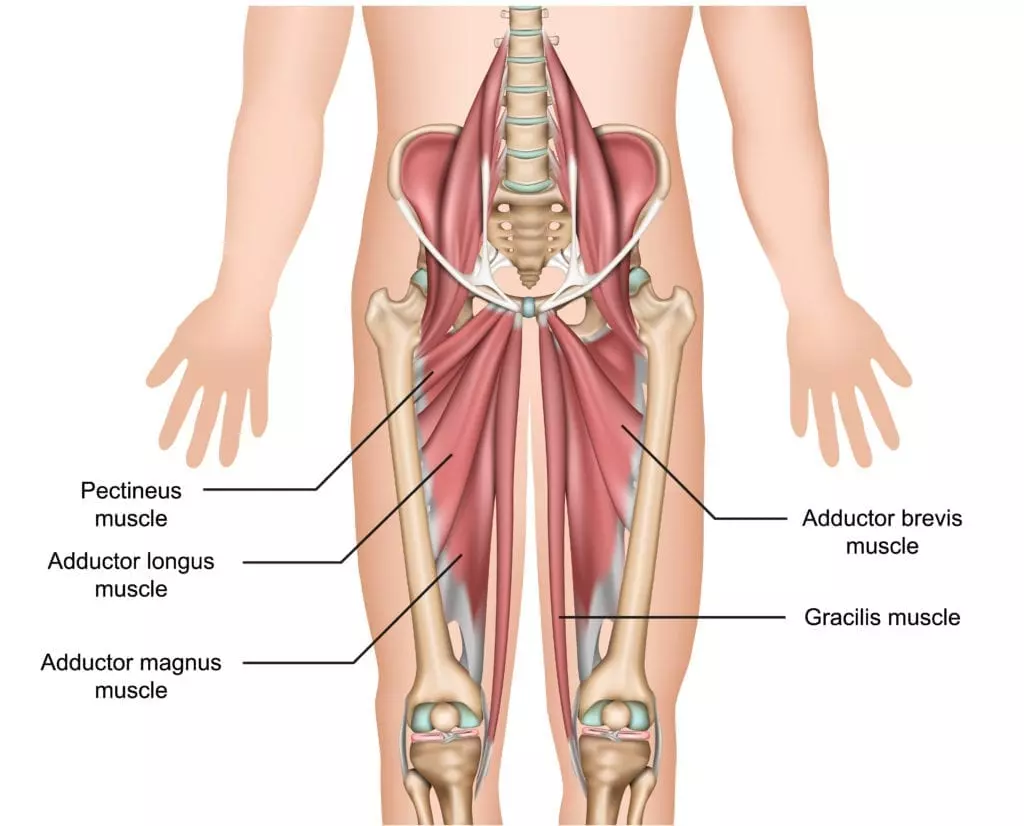 Pectineus
muscle
Adductor longus
muscle
Adductor magnus
muscle
Adductor brevis
muscle
Gracilis muscle